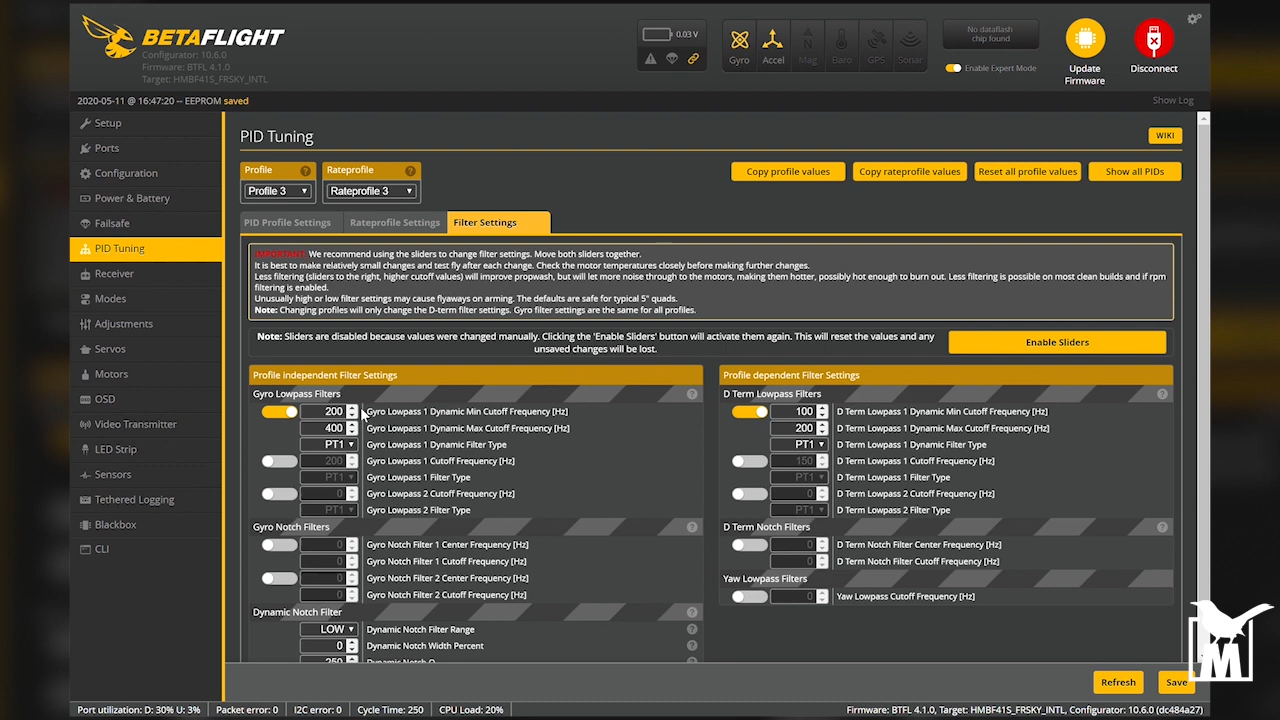 BETAFLIGHT
Configurator: 10.6.0
Firmware: BTFL 4.1.0
Target: HMBF41S_FRSKY_INTL
0.03 V
Gyro
Accel
Mag
Baro
GPS
Sonar
No dataflash
chip found
Enable Expert Mode
Update
Firmware
Disconnect
2020-05-11 @ 16:47:20 -- EEPROM saved
Show Log
Setup
Ports
Configuration
Power & Battery
Failsafe
PID Tuning
Receiver
Modes
Adjustments
Servos
Motors
OSD
Video Transmitter
LED Strip
Sensors
Tethered Logging
Blackbox
CLI
PID Tuning
WIKI
Profile
Profile 3
Rateprofile
Rateprofile 3
Copy profile values
Copy rateprofile values
Reset all profile values
Show all PIDs
PID Profile Settings
Rateprofile Settings
Filter Settings
IMPORTANT: We recommend using the sliders to change filter settings. Move both sliders together.
It is best to make relatively small changes and test fly after each change. Check the motor temperatures closely before making further changes.
Less filtering (sliders to the right, higher cutoff values) will improve propwash, but will let more noise through to the motors, making them hotter, possibly hot enough to burn out. Less filtering is possible on most clean builds and if rpm
filtering is enabled.
Unusually high or low filter settings may cause flyaways on arming. The defaults are safe for typical 5" quads.
Note: Changing profiles will only change the D-term filter settings. Gyro filter settings are the same for all profiles.
Note: Sliders are disabled because values were changed manually. Clicking the 'Enable Sliders' button will activate them again. This will reset the values and any
unsaved changes will be lost.
Enable Sliders
Profile independent Filter Settings
Gyro Lowpass Filters
200 Gyro Lowpass 1 Dynamic Min Cutoff Frequency [Hz]
400 Gyro Lowpass 1 Dynamic Max Cutoff Frequency [Hz]
PT1 Gyro Lowpass 1 Dynamic Filter Type
200 Gyro Lowpass 1 Cutoff Frequency [Hz]
PT1 Gyro Lowpass 1 Filter Type
0 Gyro Lowpass 2 Cutoff Frequency [Hz]
PT1 Gyro Lowpass 2 Filter Type
Gyro Notch Filters
0 Gyro Notch Filter 1 Center Frequency [Hz]
0 Gyro Notch Filter 1 Cutoff Frequency [Hz]
0 Gyro Notch Filter 2 Center Frequency [Hz]
0 Gyro Notch Filter 2 Cutoff Frequency [Hz]
Dynamic Notch Filter
LOW Dynamic Notch Filter Range
0 Dynamic Notch Width Percent
250 Dynamic Notch Q
Profile dependent Filter Settings
D Term Lowpass Filters
100 D Term Lowpass 1 Dynamic Min Cutoff Frequency [Hz]
200 D Term Lowpass 1 Dynamic Max Cutoff Frequency [Hz]
PT1 D Term Lowpass 1 Dynamic Filter Type
150 D Term Lowpass 1 Cutoff Frequency [Hz]
PT1 D Term Lowpass 1 Filter Type
0 D Term Lowpass 2 Cutoff Frequency [Hz]
PT1 D Term Lowpass 2 Filter Type
D Term Notch Filters
0 D Term Notch Filter Center Frequency [Hz]
0 D Term Notch Filter Cutoff Frequency [Hz]
Yaw Lowpass Filters
0 Yaw Lowpass Cutoff Frequency [Hz]
M
Refresh
Save
Port utilization: D: 30% U: 3%
Packet error: 0
I2C error: 0
Cycle Time: 250
CPU Load: 20%
Firmware: BTFL 4.1.0, Target: HMBF41S_FRSKY_INTL, Configurator: 10.6.0 (dc484a27)